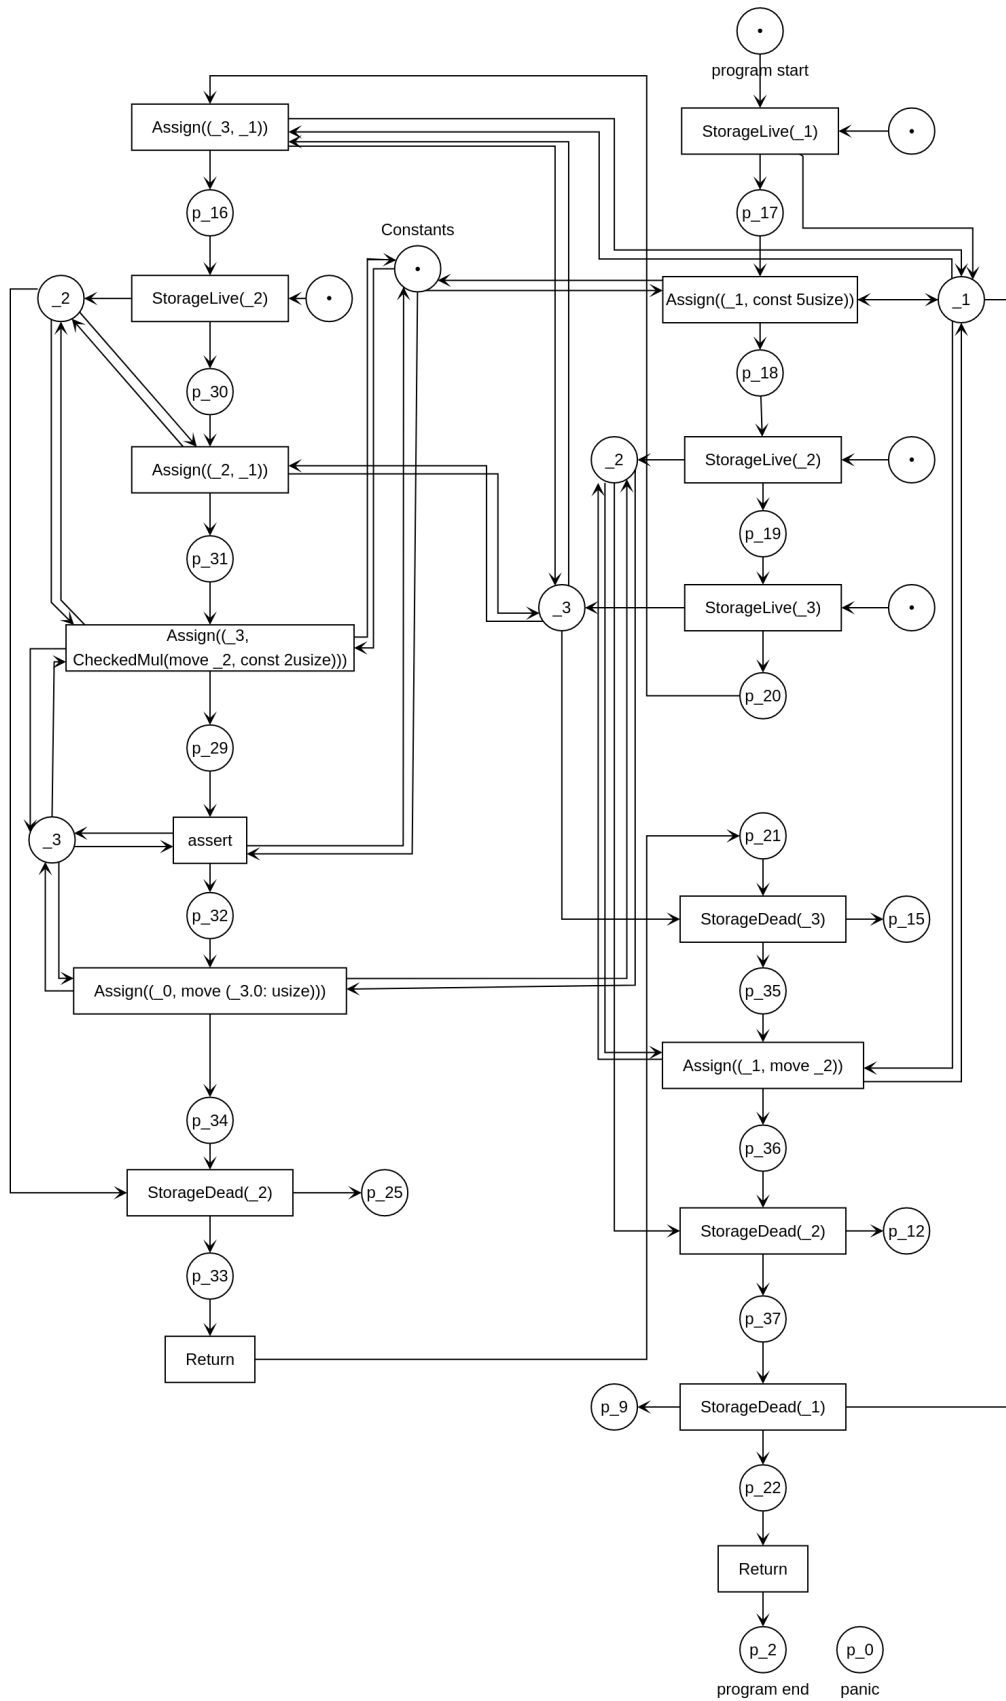 program start
Assign((_3, _1))
StorageLive(_1)
p_16
p_17
Constants
_2
StorageLive(_2)
Assign((_1, const 5usize))
_1
p_30
p_18
Assign((_2, _1))
_2
StorageLive(_2)
p_31
p_19
_3
StorageLive(_3)
Assign((_3,
CheckedMul(move _2, const 2usize)))
p_20
p_29
_3
assert
p_21
p_32
StorageDead(_3)
p_15
Assign((_0, move (_3.0: usize)))
p_35
Assign((_1, move _2))
p_34
p_36
StorageDead(_2)
p_25
StorageDead(_2)
p_12
p_33
p_37
Return
p_9
StorageDead(_1)
p_22
Return
p_2
p_0
program end
panic